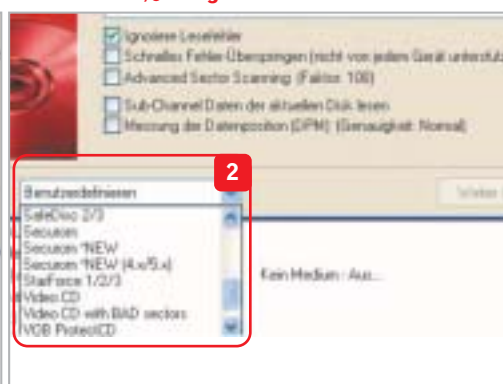 Ignoriere Lesefehler
Schnelles Fehler-Überspringen (nicht von jedem Gerät unterstütz
Advanced Sector Scanning (Faktor: 100)
Sub-Channel Daten der aktuellen Disk lesen
Messung der Datenposition (DPM) (Genauigkeit: Normal)
2
Benutzerdefinieren
Weiter
SafeDisc 2/3
Securom
Securom *NEW
Securom *NEW (4.x/5.x)
StarForce 1/2/3
Video CD
Video CD with BAD sectors
VOB ProtectCD
Kein Medium - Aus...